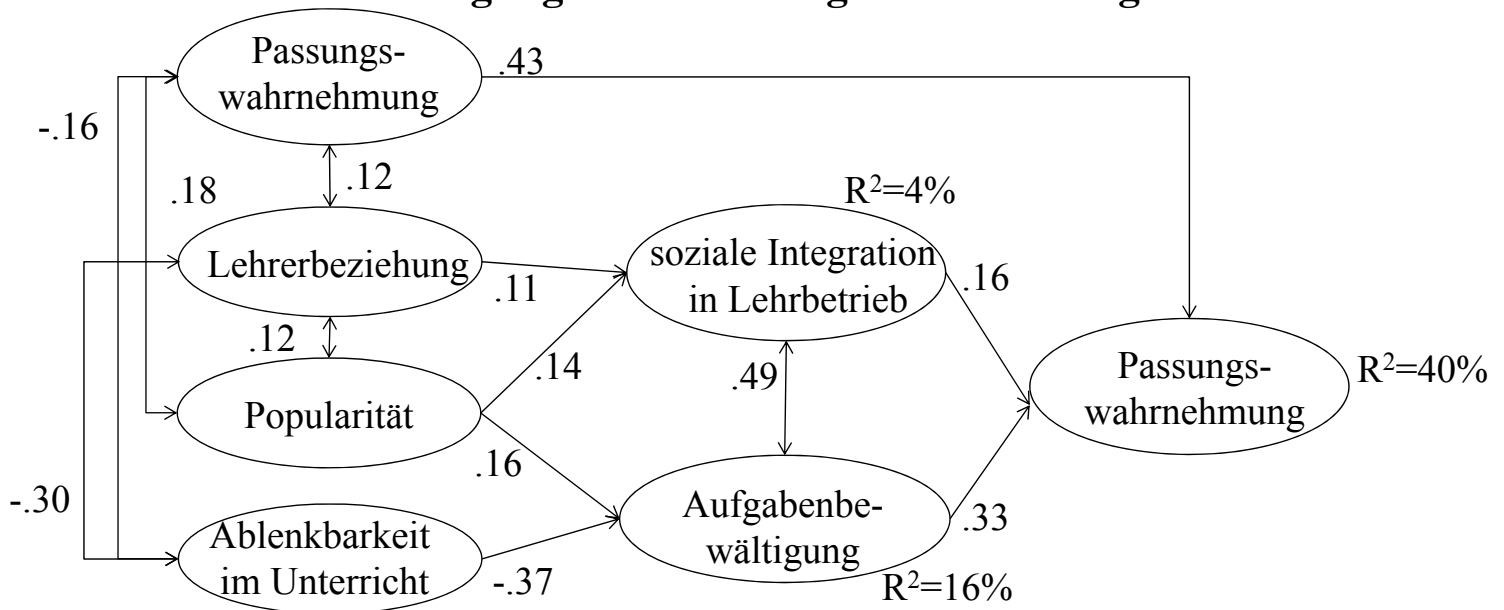 Passungs-
wahrnehmung
.43
-.16
.12
.18
R²=4%
Lehrerbeziehung
soziale Integration
in Lehrbetrieb
.11
.16
.12
.14
.49
Passungs-
wahrnehmung
R²=40%
Popularität
.16
-.30
Aufgabenbe-
wältigung
.33
Ablenkbarkeit
im Unterricht
-.37
R²=16%